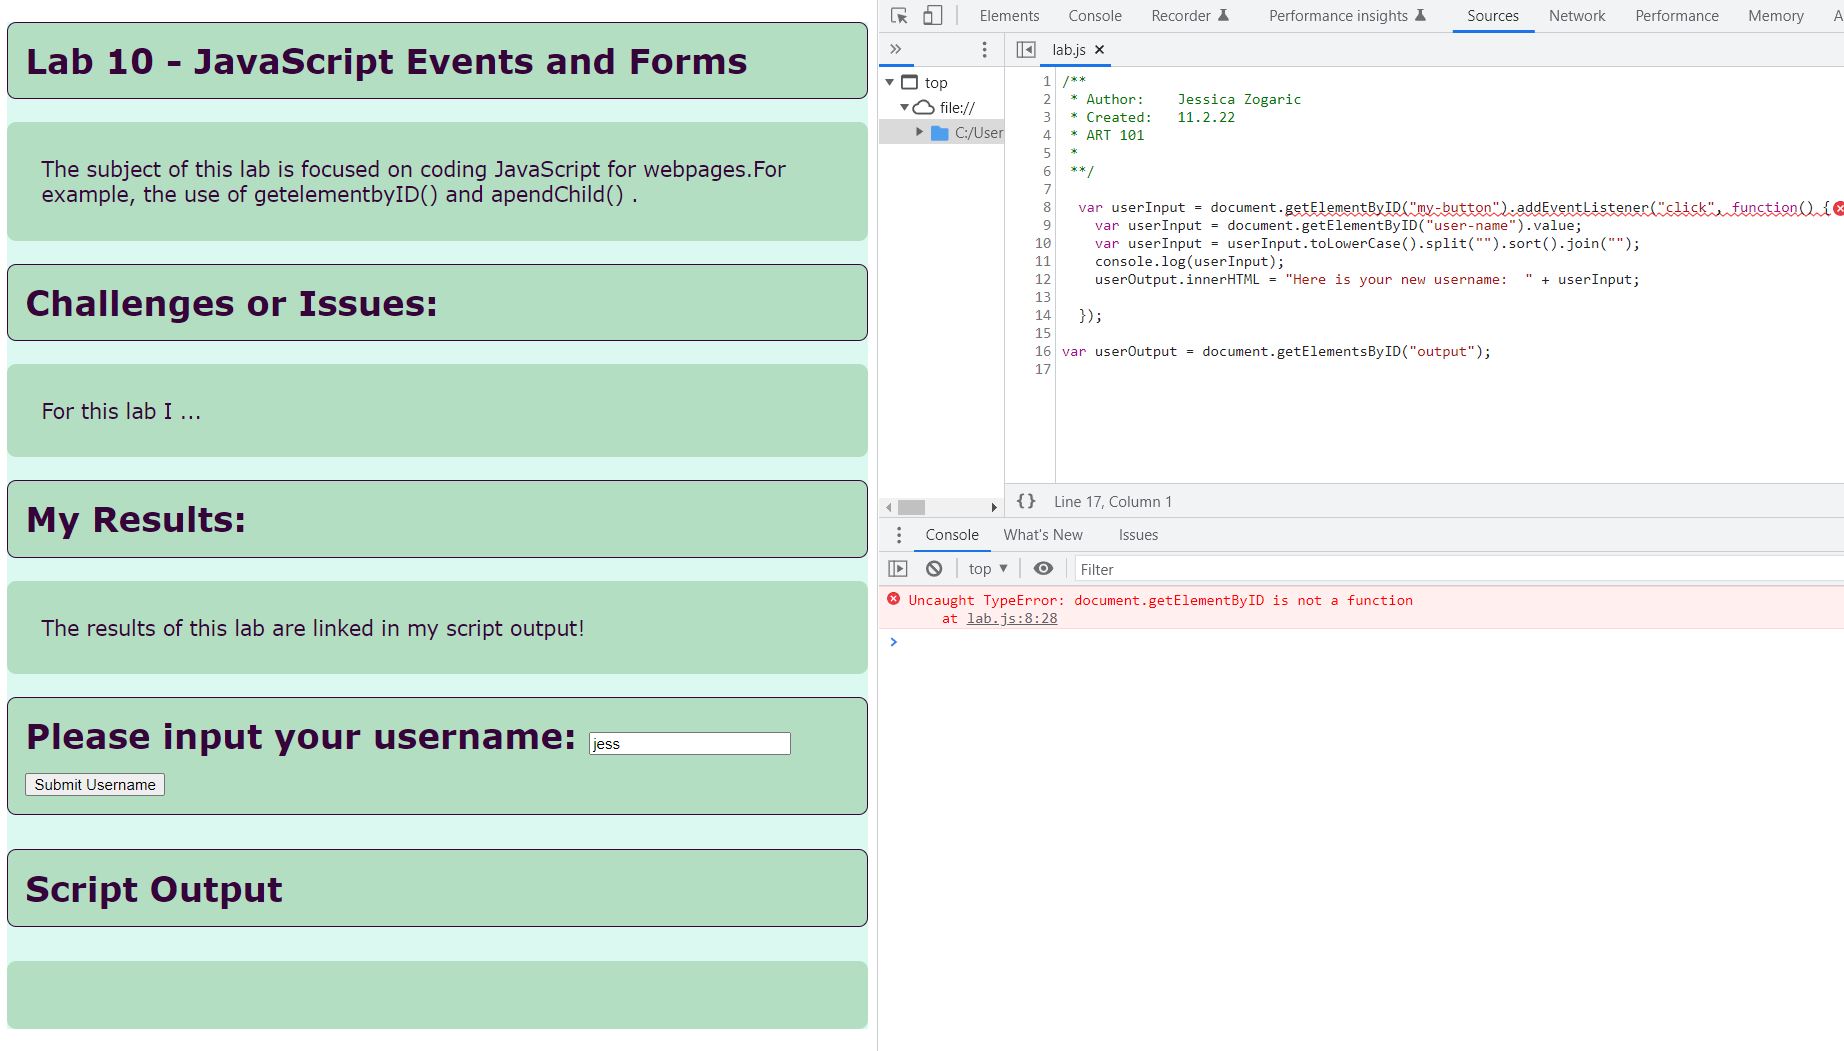 Lab 10 - JavaScript Events and Forms
The subject of this lab is focused on coding JavaScript for webpages.For
example, the use of getelementbyID() and apendChild() .
Challenges or Issues:
For this lab I ...
My Results:
The results of this lab are linked in my script output!
Please input your username: jess
Submit Username
Script Output
Elements Console Recorder Performance insights Sources Network Performance Memory A
» lab.js ×
top
file://
C:/User
1 /**
2 * Author: Jessica Zogaric
3 * Created: 11.2.22
4 * ART 101
5 *
6 **/
7
8 var userInput = document.getElementByID("my-button").addEventListener("click", function() {
9 var userInput = document.getElementByID("user-name").value;
10 var userInput = userInput.toLowerCase().split("").sort().join("");
11 console.log(userInput);
12 userOutput.innerHTML = "Here is your new username:  " + userInput;
13
14 });
15
16 var userOutput = document.getElementsByID("output");
17
{} Line 17, Column 1
Console What's New Issues
top ▼ Filter
Uncaught TypeError: document.getElementByID is not a function
at lab.js:8:28
>